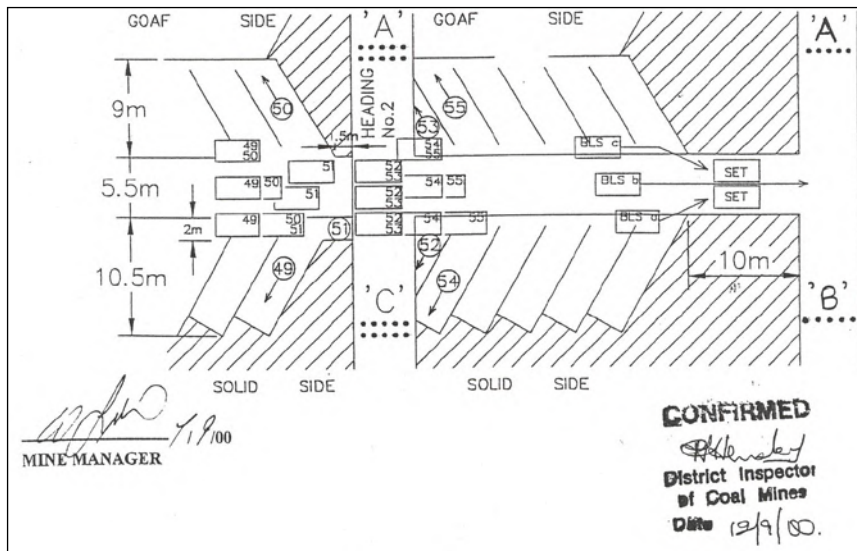 GOAF SIDE 'A' GOAF SIDE 'A'
9m
50
55
HEADING No.2
53
1.5m
49
50
51
52
53
54
BLS c
SET
5.5m
49
50
51
52
53
54
55
BLS b
SET
49
50
51
51
52
53
54
55
BLS a
2m
52
10.5m
49
54
10m
'C'
'B'
SOLID SIDE SOLID SIDE
7/9/00
MINE MANAGER
CONFIRMED
District Inspector
of Coal Mines
Date 12/9/00.